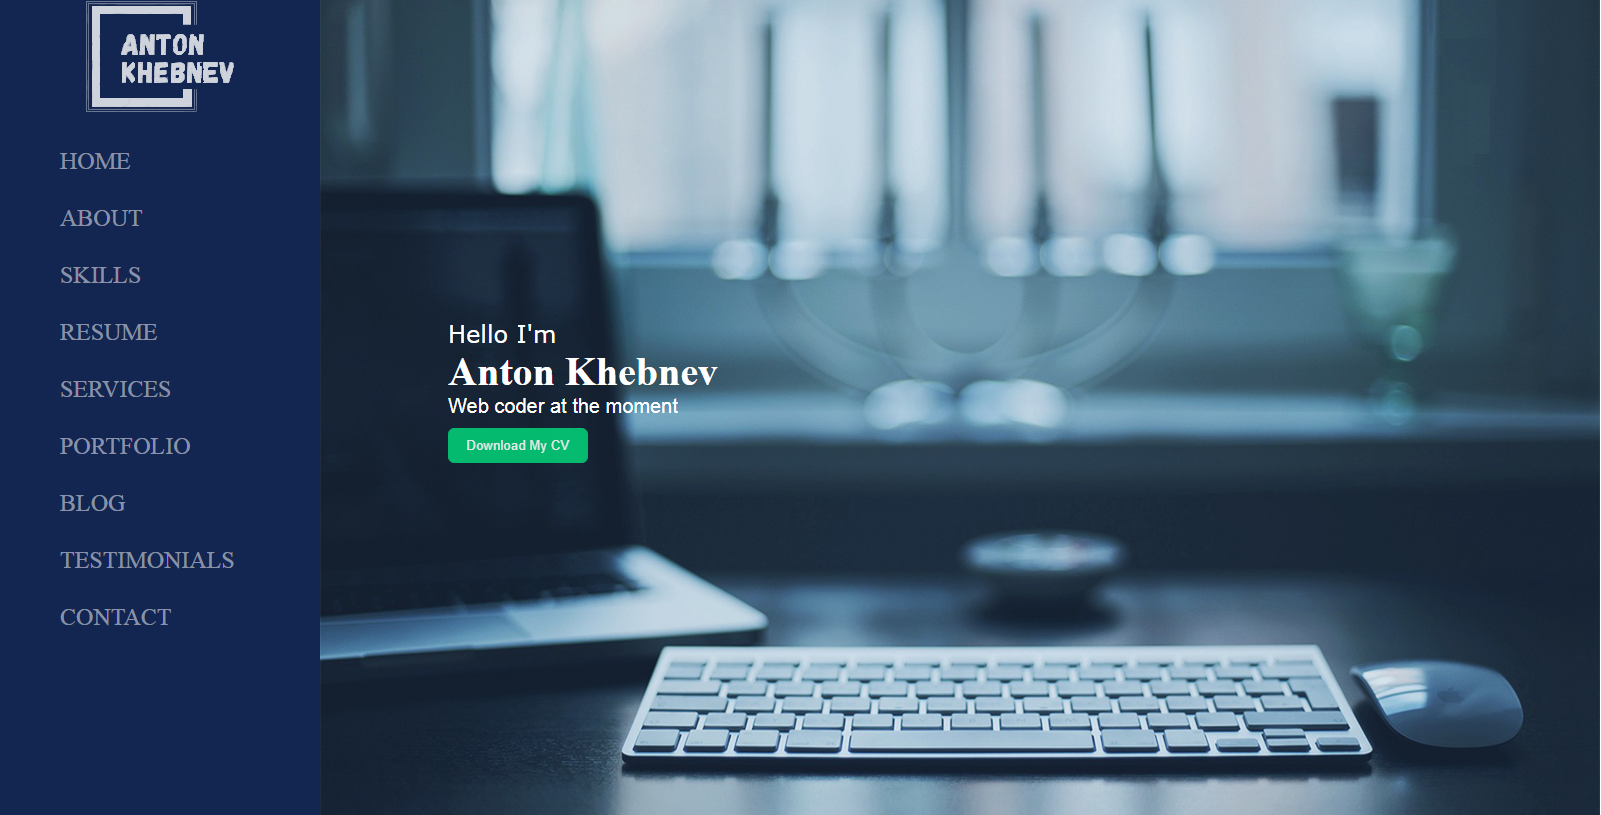 ANTON
KHEBNEV
HOME
ABOUT
SKILLS
RESUME
SERVICES
PORTFOLIO
BLOG
TESTIMONIALS
CONTACT
Hello I'm
Anton Khebnev
Web coder at the moment
Download My CV